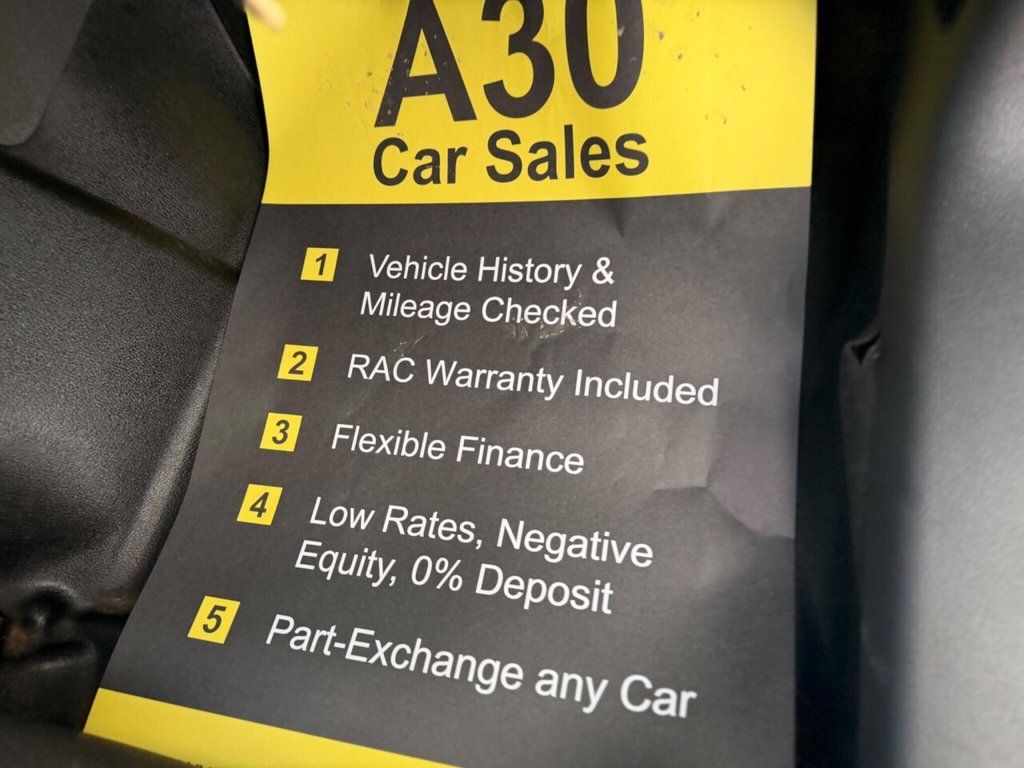 A30
Car Sales
1 Vehicle History &
Mileage Checked
2 RAC Warranty Included
3 Flexible Finance
4 Low Rates, Negative
Equity, 0% Deposit
5 Part-Exchange any Car